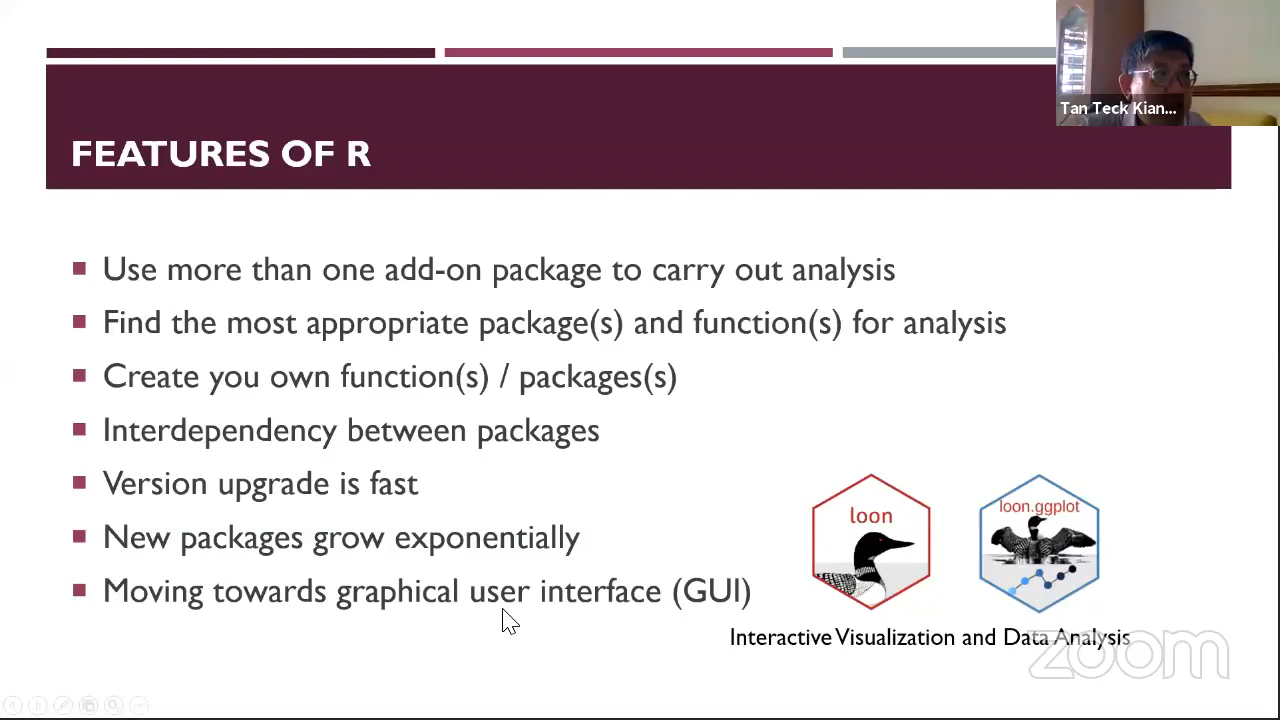 Tan Teck Kian...
FEATURES OF R
Use more than one add-on package to carry out analysis
Find the most appropriate package(s) and function(s) for analysis
Create you own function(s) / packages(s)
Interdependency between packages
Version upgrade is fast
New packages grow exponentially
Moving towards graphical user interface (GUI)
loon
loon.ggplot
Interactive Visualization and Data Analysis
zoom